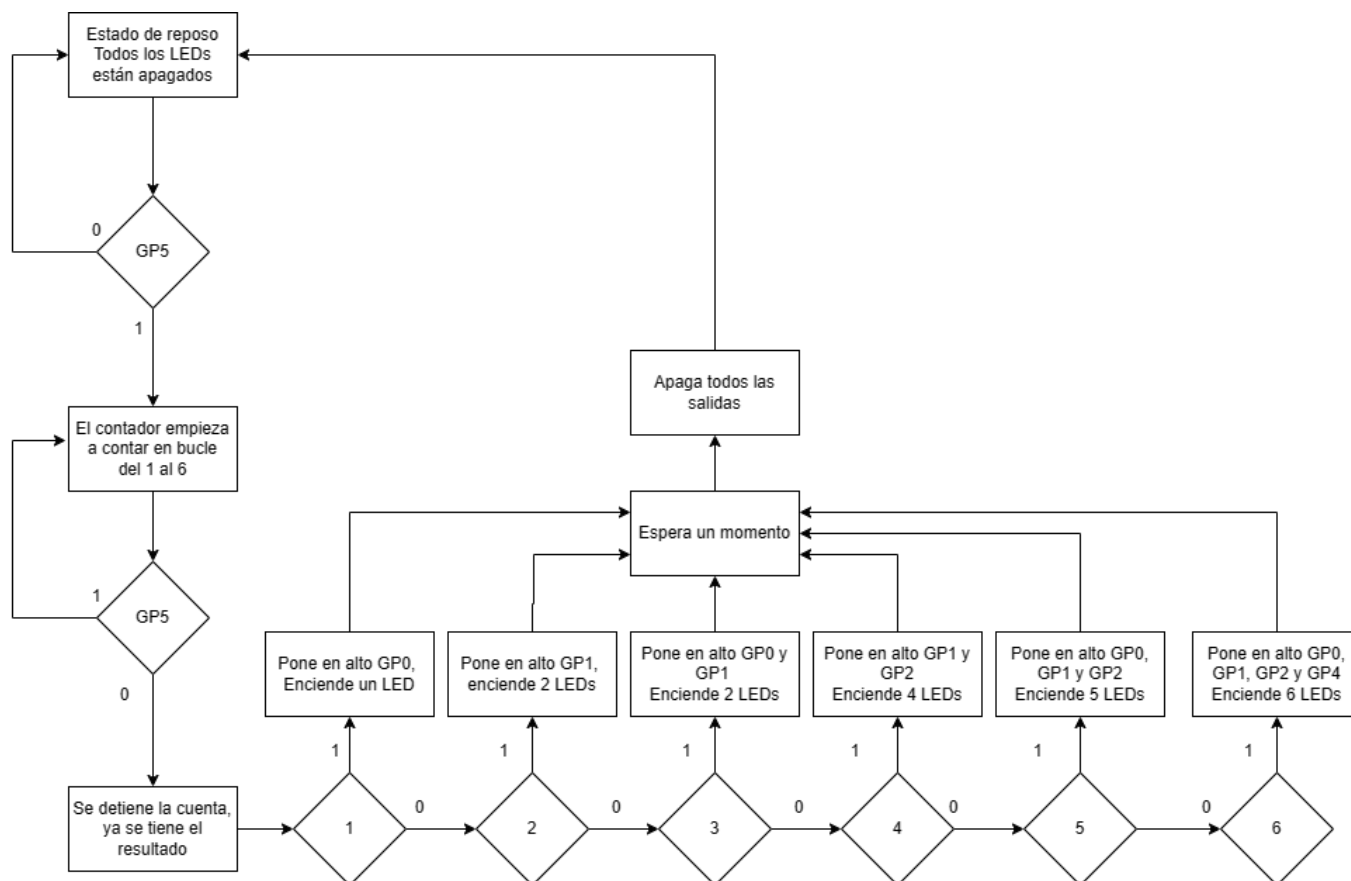 Estado de reposo
Todos los LEDs
están apagados
0
GP5
1
El contador empieza
a contar en bucle
del 1 al 6
1
GP5
0
Se detiene la cuenta,
ya se tiene el
resultado
Apaga todos las
salidas
Espera un momento
Pone en alto GP0,
Enciende un LED
Pone en alto GP1,
enciende 2 LEDs
Pone en alto GP0 y
GP1
Enciende 2 LEDs
Pone en alto GP1 y
GP2
Enciende 4 LEDs
Pone en alto GP0,
GP1 y GP2
Enciende 5 LEDs
Pone en alto GP0,
GP1, GP2 y GP4
Enciende 6 LEDs
1
1
1
1
1
1
1
0
2
0
3
0
4
0
5
0
6